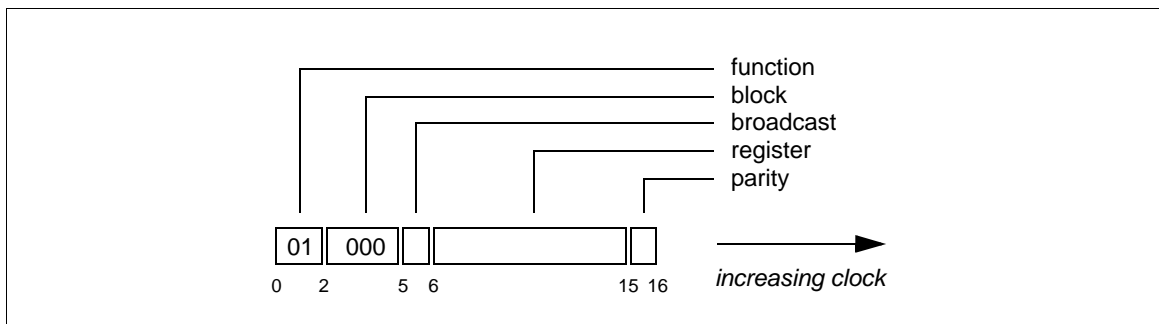 function
block
broadcast
register
parity
01 000
0 2 5 6 15 16
increasing clock